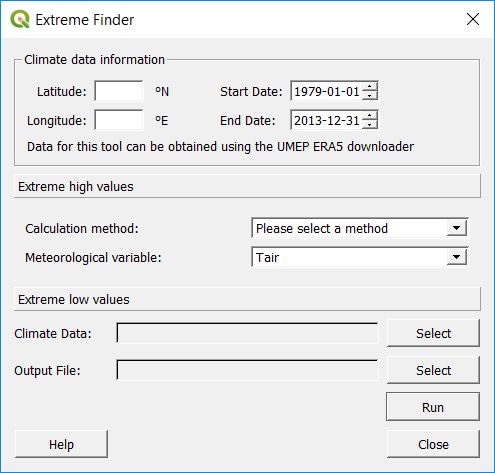 Extreme Finder
Climate data information
Latitude: ºN Start Date: 1979-01-01
Longitude: ºE End Date: 2013-12-31
Data for this tool can be obtained using the UMEP ERA5 downloader
Extreme high values
Calculation method: Please select a method
Meteorological variable: Tair
Extreme low values
Climate Data: Select
Output File: Select
Run
Help Close